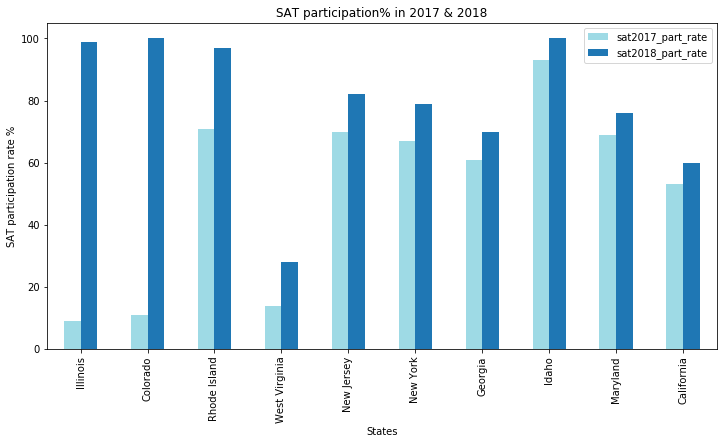 SAT participation% in 2017 & 2018
sat2017_part_rate
sat2018_part_rate
SAT participation rate %
100
80
60
40
20
0
Illinois
Colorado
Rhode Island
West Virginia
New Jersey
New York
Georgia
Idaho
Maryland
California
States